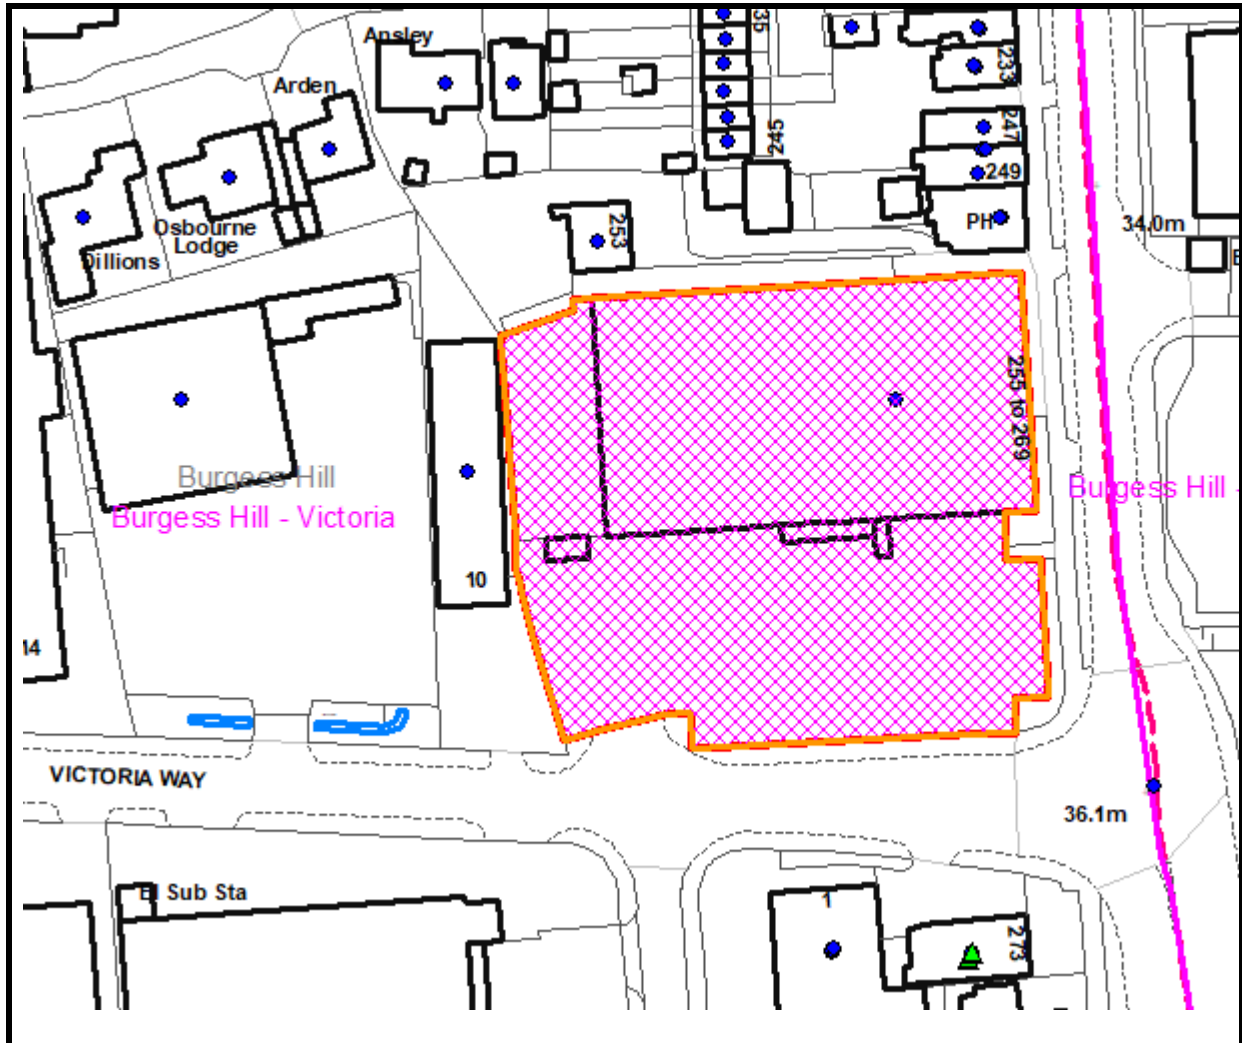 Ansley
35
233
Arden
245
247
249
PH
253
34.0m
Osbourne
Lodge
Dillions
255 to 269
Burgess Hill
Burgess Hill - Victoria
Burgess Hill -
10
14
VICTORIA WAY
36.1m
El Sub Sta
1
273